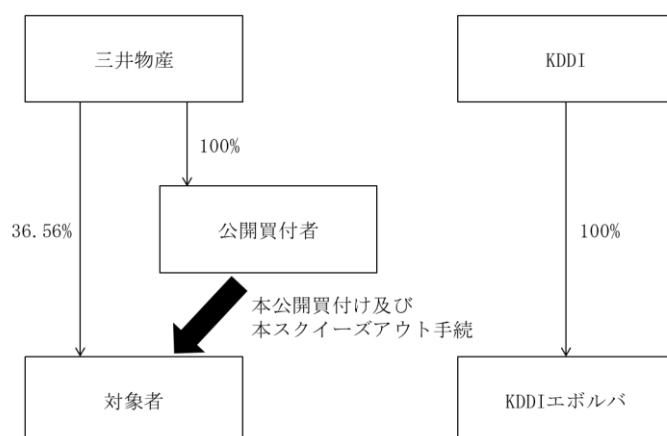 三井物産
KDDI
100%
公開買付者
36.56%
100%
本公開買付け及び
本スクイーズアウト手続
対象者
KDDIエボルバ